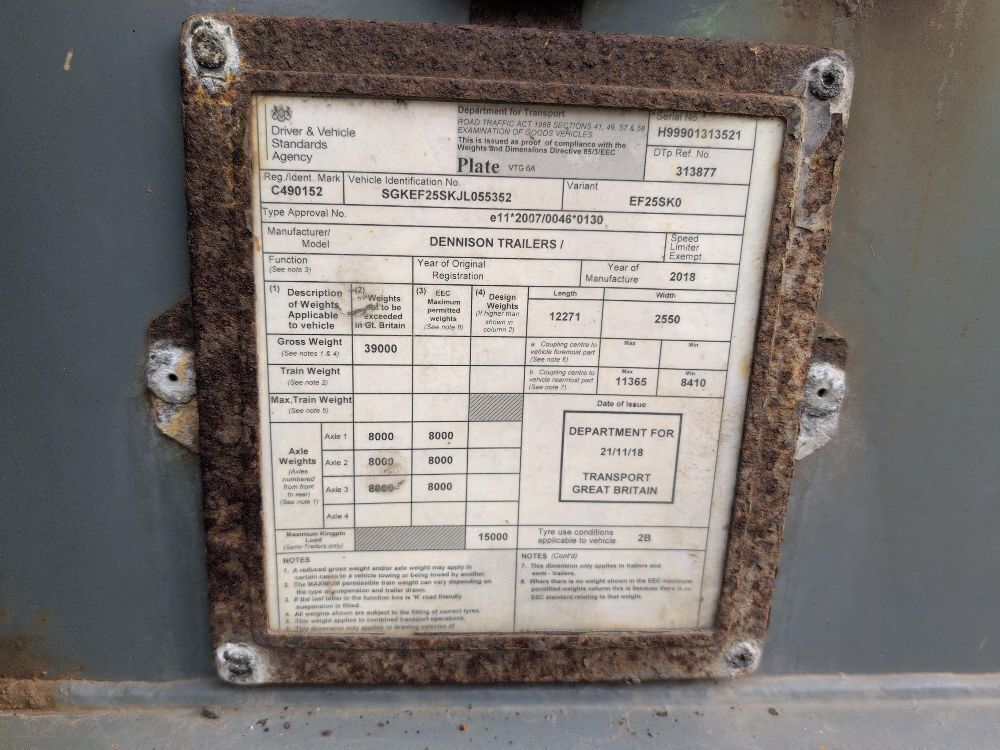 Driver & Vehicle
Standards
Agency
Department for Transport
ROAD TRAFFIC ACT 1988 SECTIONS 41, 49, 57 & 58
EXAMINATION OF GOODS VEHICLES
This is issued as proof of compliance with the
Weights and Dimensions Directive 85/3/EEC
Plate VTG 6A
Serial No.
H99901313521
DTp Ref. No.
313877
Reg./Ident. Mark
C490152
Vehicle Identification No.
SGKEF25SKJL055352
Variant
EF25SK0
Type Approval No.
e11*2007/0046*0130
Manufacturer/
Model
DENNISON TRAILERS /
Speed
Limiter
Exempt
Function
(See note 3)
Year of Original
Registration
Year of
Manufacture
2018
(1) Description
of Weights
Applicable
to vehicle
(2)
Weights
not to be
exceeded
in Gt. Britain
(3) EEC
Maximum
permitted
weights
(See note 8)
(4) Design
Weights
(If higher than
shown in
column 2)
Length
12271
Width
2550
Gross Weight
(See notes 1 & 4)
39000
a Coupling centre to
vehicle foremost part
(See note 6)
Max
Min
Train Weight
(See note 2)
b Coupling centre to
vehicle rearmost part
(See note 7)
Max
11365
Min
8410
Max.Train Weight
(See note 5)
Date of Issue
DEPARTMENT FOR
21/11/18
TRANSPORT
GREAT BRITAIN
Axle
Weights
(Axles
numbered
from front
to rear)
(See note 1)
Axle 1 8000 8000
Axle 2 8000 8000
Axle 3 8000 8000
Axle 4
Maximum Kingpin
Load
(Semi-Trailers only)
15000
Tyre use conditions
applicable to vehicle
2B
NOTES
1. A reduced gross weight and/or axle weight may apply in
certain cases to a vehicle towing or being towed by another.
2. The MAXIMUM permissible train weight can vary depending on
the type of suspension and trailer drawn.
3. If the last letter in the function box is 'R' road friendly
suspension is fitted.
4. All weights shown are subject to the fitting of correct tyres.
5. This weight applies to combined transport operations.
6. This dimension only applies to drawing vehicles of
NOTES (Cont'd)
7. This dimension only applies to trailers and
semi - trailers.
8. Where there is no weight shown in the EEC maximum
permitted weights column this is because there is no
EEC standard relating to that weight.